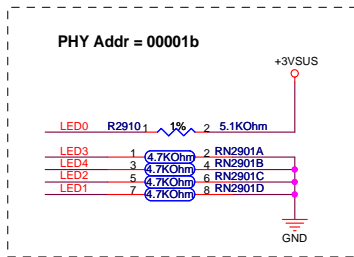 PHY Addr = 00001b
+3VSUS
LED0 R2910 1 1% 2 5.1KOhm
LED3 1 4.7KOhm 2 RN2901A
LED4 3 4.7KOhm 4 RN2901B
LED2 5 4.7KOhm 6 RN2901C
LED1 7 4.7KOhm 8 RN2901D
GND